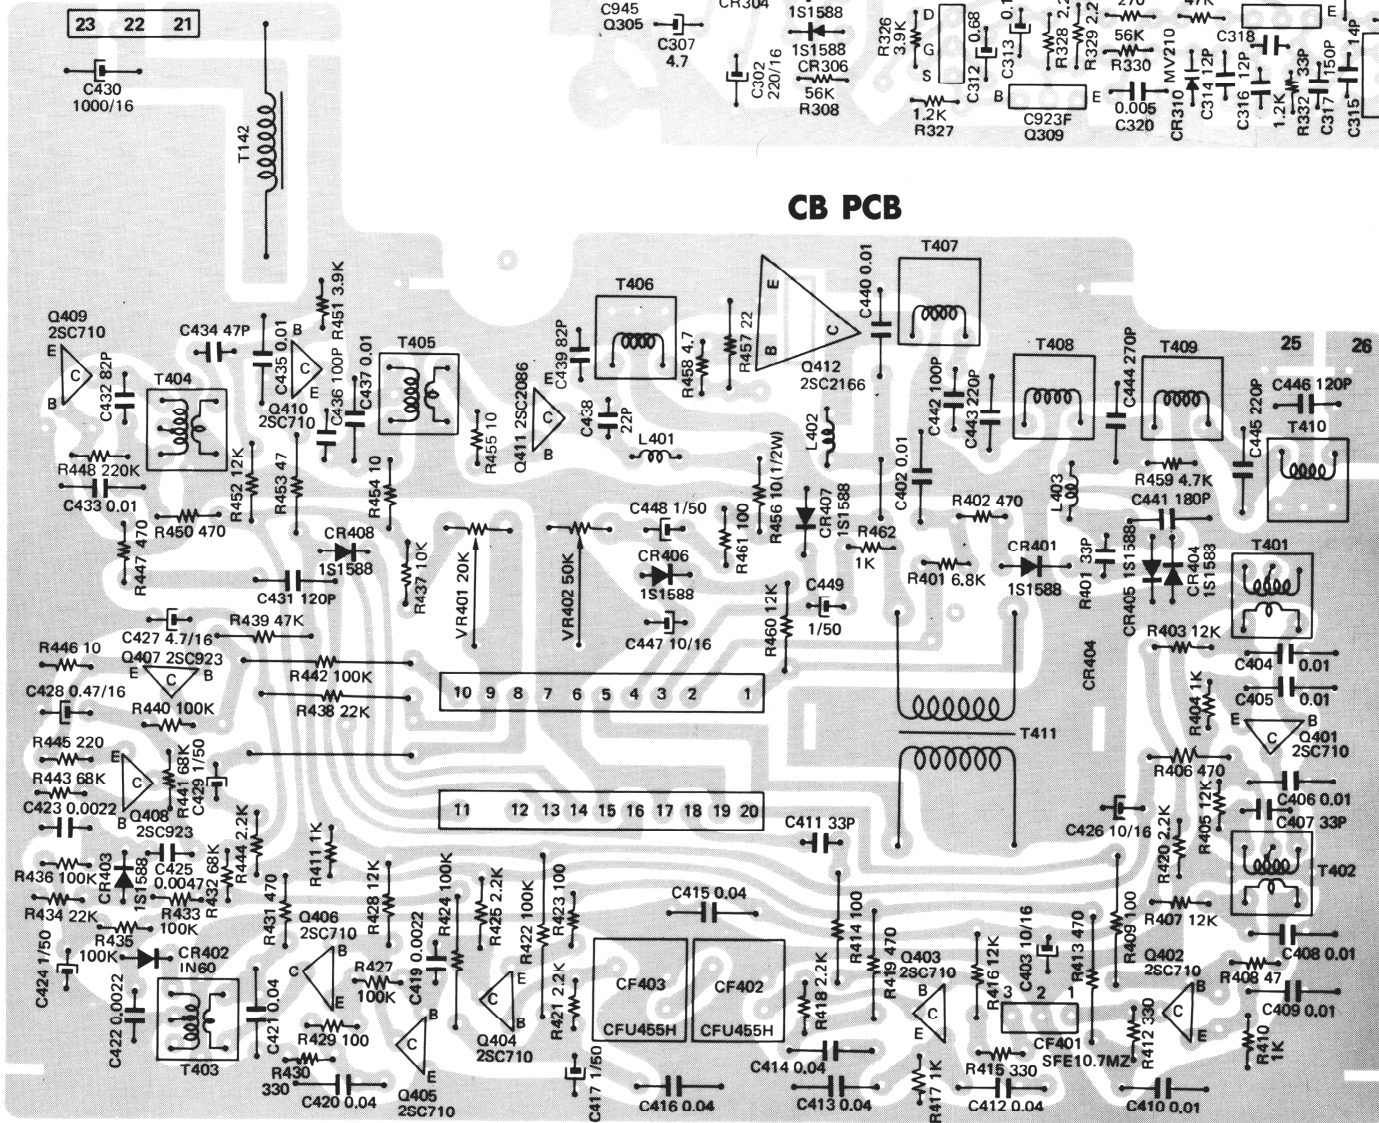 23 22 21
C430
1000/16
T142
C945
Q305
C307
4.7
CR304
C302
220/16
1S1588
1S1588
CR306
56K
R308
R326
3.9K
D
G
S
1.2K
R327
C312 0.68
C313
R328
R329
B
E
C923F
Q309
56K
R330
0.005
C320
MV210
CR310
47K
C314 12P
C318
E
C316 12P
1.2K
R332 33P
C317 150P
C315 14P
CB PCB
Q409
2SC710
E
C
B
C432 82P
C434 47P
T404
R448 220K
C433 0.01
R447 470
R450 470
R452 12K
C435 0.01
R451 3.9K
B
E
Q410
2SC710
R453 47
C436 100P
C437 0.01
T405
R454 10
CR408
1S1588
C431 120P
R437 10K
R455 10
Q411 2SC2086
E
C
B
C439 82P
T406
C438
22P
L401
R458 4.7
R457 22
E
B
C
Q412
2SC2166
C440 0.01
T407
C442 100P
C443 220P
T408
C444 270P
T409
25 26
C446 120P
C445 220P
T410
R459 4.7K
C441 180P
L402
C402 0.01
R402 470
L403
VR401 20K
VR402 50K
C448 1/50
CR406
1S1588
C447 10/16
R461 100
R456 10(1/2W)
CR407
1S1588
R462
1K
C449
1/50
R460 12K
R401 6.8K
CR401
1S1588
R401 33P
CR405 1S1588
CR404
1S1588
T401
R403 12K
C404 0.01
C405 0.01
R404 1K
CR404
E
B
C
Q401
2SC710
R406 470
C406 0.01
C407 33P
R405 12K
C426 10/16
R420 2.2K
T402
R407 12K
C408 0.01
R408 47
C409 0.01
R410
1K
C427 4.7/16
R439 47K
R446 10
Q407 2SC923
E
B
C
R442 100K
R438 22K
C428 0.47/16
R440 100K
R445 220
R443 68K
C423 0.0022
E
C
B
Q408
2SC923
R441 68K
C429 1/50
10 9 8 7 6 5 4 3 2 1
T411
11 12 13 14 15 16 17 18 19 20
C411 33P
R436 100K
CR403
1S1588
C425
0.0047
R432 68K
R444 2.2K
R411 1K
R434 22K
R433
100K
R435
100K
CR402
IN60
C424 1/50
C422 0.0022
T403
C421 0.04
R431 470
Q406
2SC710
B
C
E
R428 12K
R427
100K
R429 100
R430
330
C420 0.04
C419 0.0022
R424 100K
B
C
E
Q405
2SC710
R425 2.2K
E
C
B
Q404
2SC710
R422 100K
R423 100
R421 2.2K
C417 1/50
C415 0.04
CF403
CFU455H
CF402
CFU455H
C416 0.04
R414 100
R418 2.2K
R419 470
C414 0.04
C413 0.04
Q403
2SC710
B
C
E
R417 1K
R416 12K
C403 10/16
3 2 1
CF401
SFE10.7MZ
R415 330
C412 0.04
R413 470
R409 100
Q402
2SC710
B
C
E
R412 330
C410 0.01